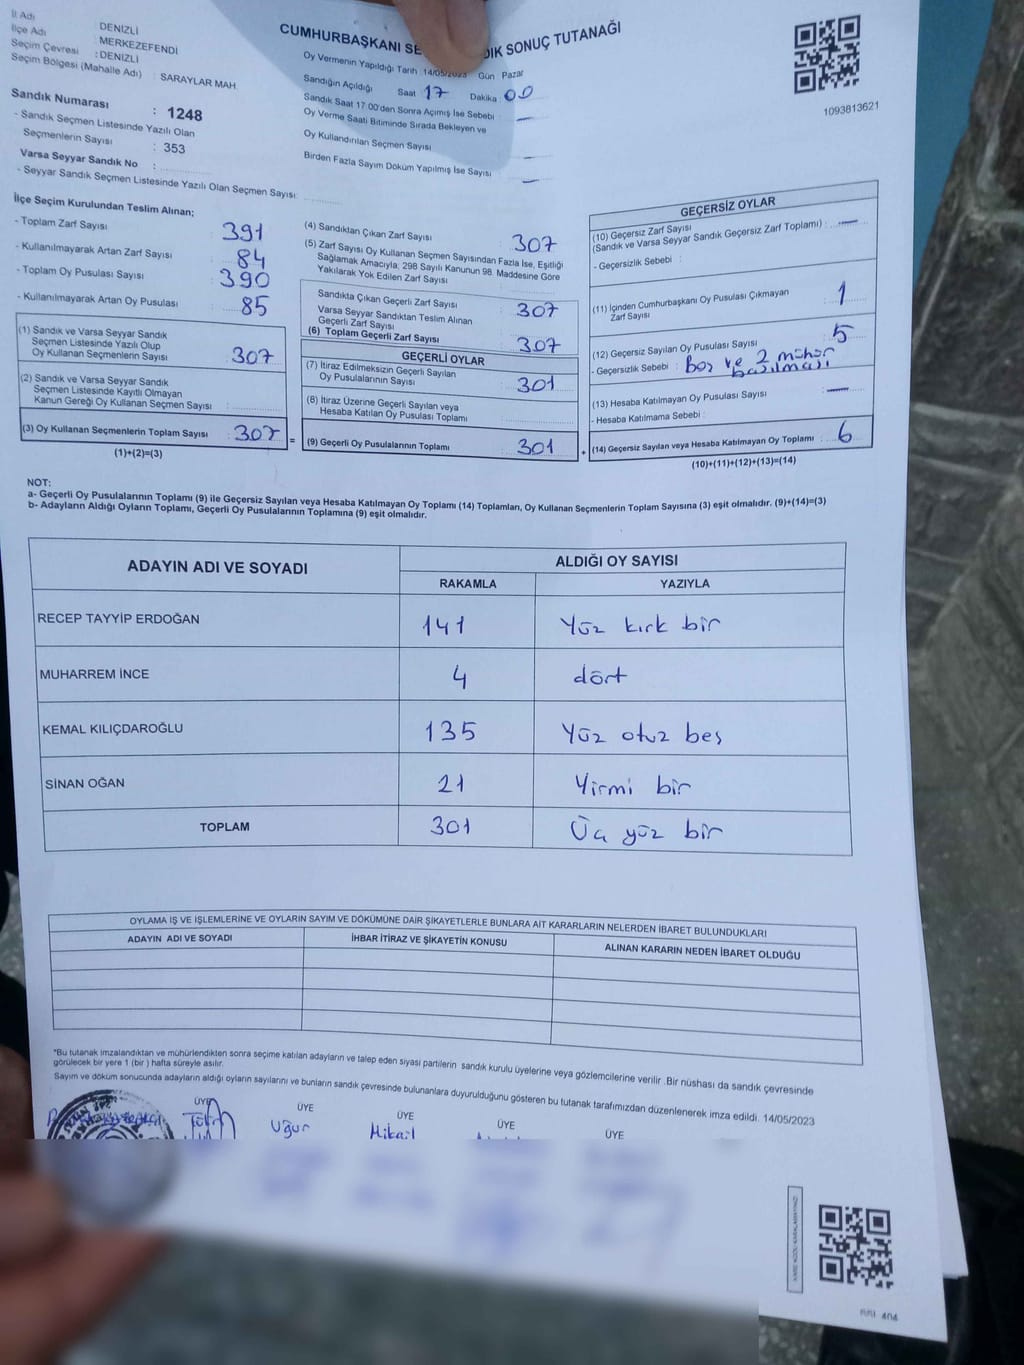 İl Adı
DENİZLİ
İlçe Adı
MERKEZEFENDİ
Seçim Çevresi : DENİZLİ
Seçim Bölgesi (Mahalle Adı) : SARAYLAR MAH
Sandık Numarası : 1248
- Sandık Seçmen Listesinde Yazılı Olan
Seçmenlerin Sayısı : 353
Varsa Seyyar Sandık No :
- Seyyar Sandık Seçmen Listesinde Yazılı Olan Seçmen Sayısı:
CUMHURBAŞKANI SE DIK SONUÇ TUTANAĞI
Oy Vermenin Yapıldığı Tarih : 14/05/2023 Gün Pazar
Sandığın Açıldığı Saat 17 Dakika 00
Sandık Saat 17:00'den Sonra Açımış İse Sebebi : —
Oy Verme Saati Bitiminde Sırada Bekleyen ve
Oy Kullandırılan Seçmen Sayısı —
Birden Fazla Sayım Döküm Yapılmış İse Sayısı —
1093813621
İlçe Seçim Kurulundan Teslim Alınan;
- Toplam Zarf Sayısı : 391
- Kullanılmayarak Artan Zarf Sayısı : 84
- Toplam Oy Pusulası Sayısı : 390
- Kullanılmayarak Artan Oy Pusulası : 85
(1) Sandık ve Varsa Seyyar Sandık
Seçmen Listesinde Yazılı Olup
Oy Kullanan Seçmenlerin Sayısı : 307
(2) Sandık ve Varsa Seyyar Sandık
Seçmen Listesinde Kayıtlı Olmayan
Kanun Gereği Oy Kullanan Seçmen Sayısı :
(3) Oy Kullanan Seçmenlerin Toplam Sayısı : 307
(1)+(2)=(3)
=
(4) Sandıktan Çıkan Zarf Sayısı : 307
(5) Zarf Sayısı Oy Kullanan Seçmen Sayısından Fazla İse, Eşitliği
Sağlamak Amacıyla; 298 Sayılı Kanunun 98. Maddesine Göre
Yakılarak Yok Edilen Zarf Sayısı
Sandıkta Çıkan Geçerli Zarf Sayısı : 307
Varsa Seyyar Sandıktan Teslim Alınan
Geçerli Zarf Sayısı
(6) Toplam Geçerli Zarf Sayısı : 307
GEÇERLİ OYLAR
(7) İtiraz Edilmeksizin Geçerli Sayılan
Oy Pusulalarının Sayısı : 301
(8) İtiraz Üzerine Geçerli Sayılan veya
Hesaba Katılan Oy Pusulası Toplamı
(9) Geçerli Oy Pusulalarının Toplamı : 301
+
GEÇERSİZ OYLAR
(10) Geçersiz Zarf Sayısı
(Sandık ve Varsa Seyyar Sandık Geçersiz Zarf Toplamı) : —
- Geçersizlik Sebebi :
(11) İçinden Cumhurbaşkanı Oy Pusulası Çıkmayan
Zarf Sayısı : 1
(12) Geçersiz Sayılan Oy Pusulası Sayısı : 5
- Geçersizlik Sebebi : Boş ve 2 mühür
basılması
(13) Hesaba Katılmayan Oy Pusulası Sayısı : —
- Hesaba Katılmama Sebebi :
(14) Geçersiz Sayılan veya Hesaba Katılmayan Oy Toplamı : 6
(10)+(11)+(12)+(13)=(14)
NOT:
a- Geçerli Oy Pusulalarının Toplamı (9) ile Geçersiz Sayılan veya Hesaba Katılmayan Oy Toplamı (14) Toplamları, Oy Kullanan Seçmenlerin Toplam Sayısına (3) eşit olmalıdır. (9)+(14)=(3)
b- Adayların Aldığı Oyların Toplamı, Geçerli Oy Pusulalarının Toplamına (9) eşit olmalıdır.
ADAYIN ADI VE SOYADI
ALDIĞI OY SAYISI
RAKAMLA YAZIYLA
RECEP TAYYİP ERDOĞAN 141 Yüz kırk bir
MUHARREM İNCE 4 dört
KEMAL KILIÇDAROĞLU 135 Yüz otuz beş
SİNAN OĞAN 21 Yirmi bir
TOPLAM 301 Üç yüz bir
OYLAMA İŞ VE İŞLEMLERİNE VE OYLARIN SAYIM VE DÖKÜMÜNE DAİR ŞİKAYETLERLE BUNLARA AİT KARARLARIN NELERDEN İBARET BULUNDUKLARI
ADAYIN ADI VE SOYADI İHBAR İTİRAZ VE ŞİKAYETİN KONUSU ALINAN KARARIN NEDEN İBARET OLDUĞU
*Bu tutanak imzalandıktan ve mühürlendikten sonra seçime katılan adayların ve talep eden siyasi partilerin sandık kurulu üyelerine veya gözlemcilerine verilir. Bir nüshası da sandık çevresinde
görülecek bir yere 1 (bir ) hafta süreyle asılır.
Sayım ve döküm sonucunda adayların aldığı oyların sayılarını ve bunların sandık çevresinde bulunanlara duyurulduğunu gösteren bu tutanak tarafımızdan düzenlenerek imza edildi. 14/05/2023
ÜYE ÜYE ÜYE ÜYE ÜYE
Uğur Mikail